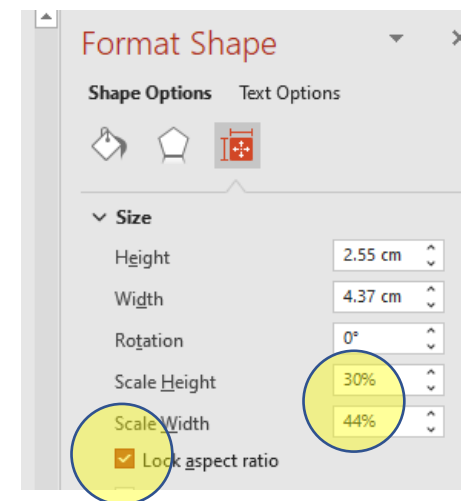 Format Shape
Shape Options Text Options
Size
Height 2.55 cm
Width 4.37 cm
Rotation 0°
Scale Height 30%
Scale Width 44%
Lock aspect ratio